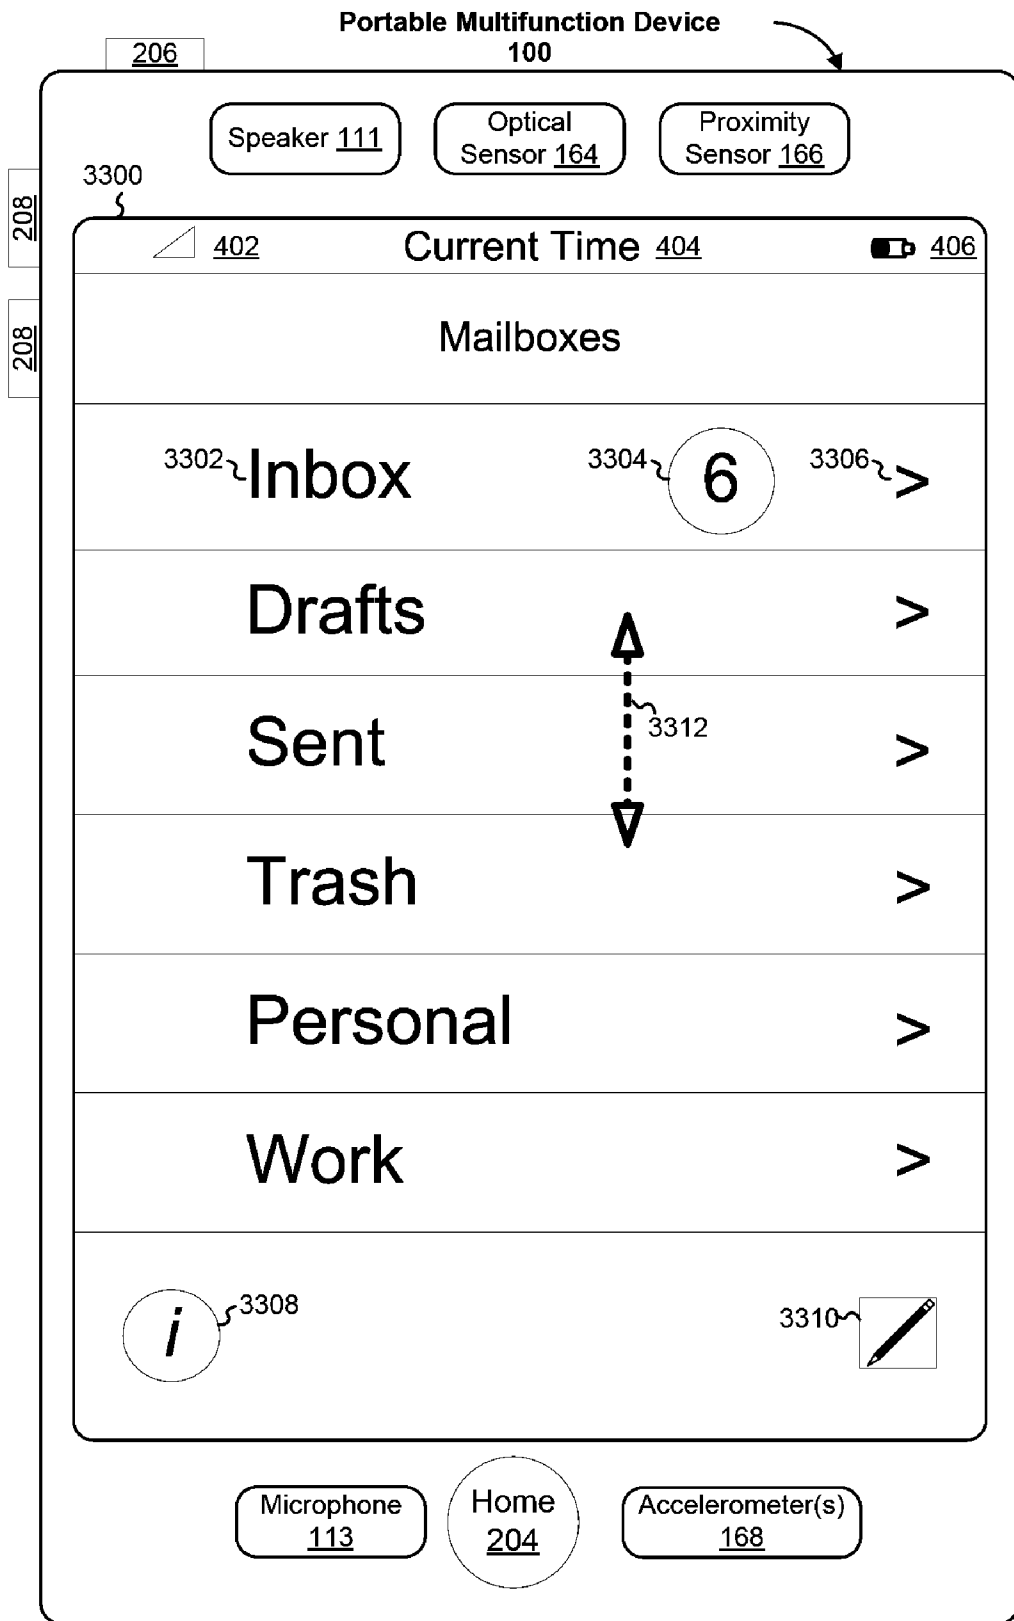 Portable Multifunction Device
100
206
Speaker 111
Optical
Sensor 164
Proximity
Sensor 166
3300
208
402
Current Time 404
406
208
Mailboxes
3302
Inbox
3304
6
3306
>
Drafts
>
Sent
3312
>
Trash
>
Personal
>
Work
>
i
3308
3310
Microphone
113
Home
204
Accelerometer(s)
168